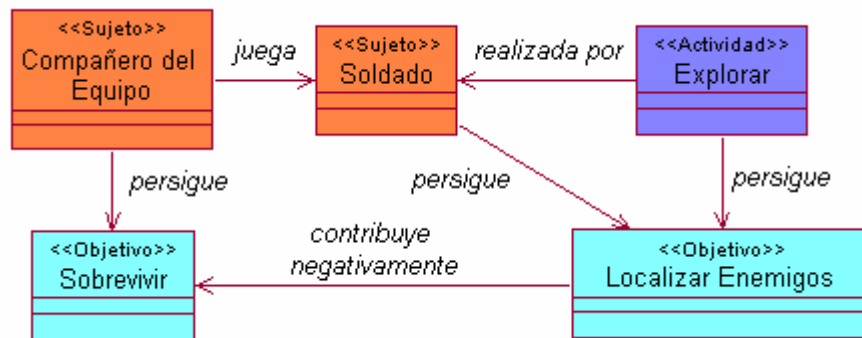 <<Sujeto>>
Compañero del
Equipo
juega
<<Sujeto>>
Soldado
realizada por
<<Actividad>>
Explorar
persigue
persigue
persigue
<<Objetivo>>
Sobrevivir
contribuye
negativamente
<<Objetivo>>
Localizar Enemigos